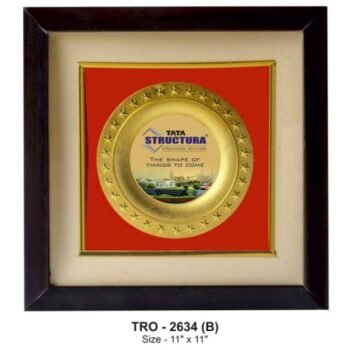 TATA
STRUCTURA
STRUCTURAL SECTIONS
THE SHAPE OF
THINGS TO COME
TRO - 2634 (B)
Size - 11" x 11"